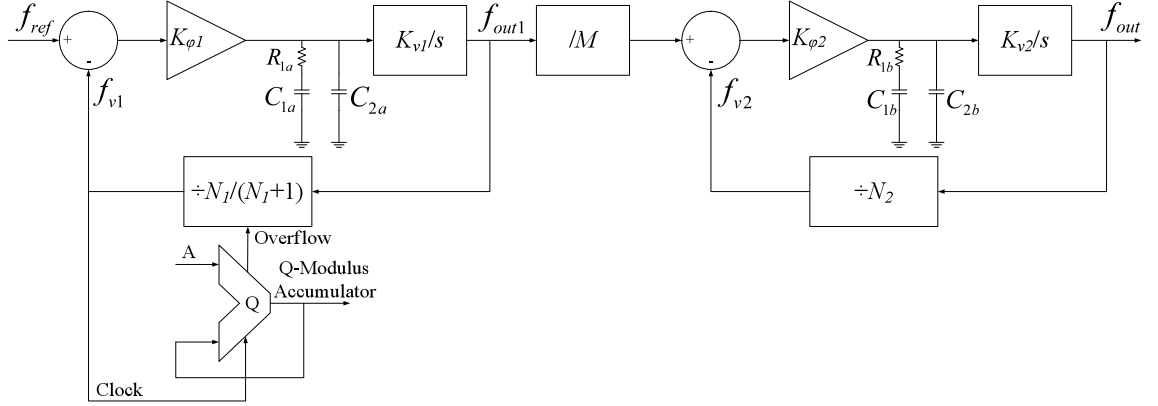 f_ref
+
-
K_φ1
R_1a
C_1a
C_2a
K_v1/s
f_out1
/M
+
-
K_φ2
R_1b
C_1b
C_2b
K_v2/s
f_out
f_v1
f_v2
÷N_1/(N_1+1)
÷N_2
Overflow
A
Q-Modulus
Accumulator
Q
Clock